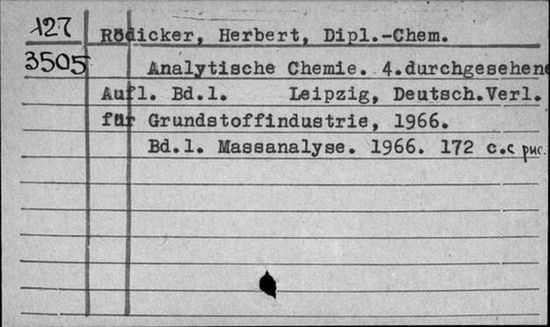 127
Rödicker, Herbert, Dipl.-Chem.
3505
Analytische Chemie. 4.durchgesehene
Aufl. Bd.1. Leipzig, Deutsch.Verl.
für Grundstoffindustrie, 1966.
Bd.1. Massanalyse. 1966. 172 c.c рис.